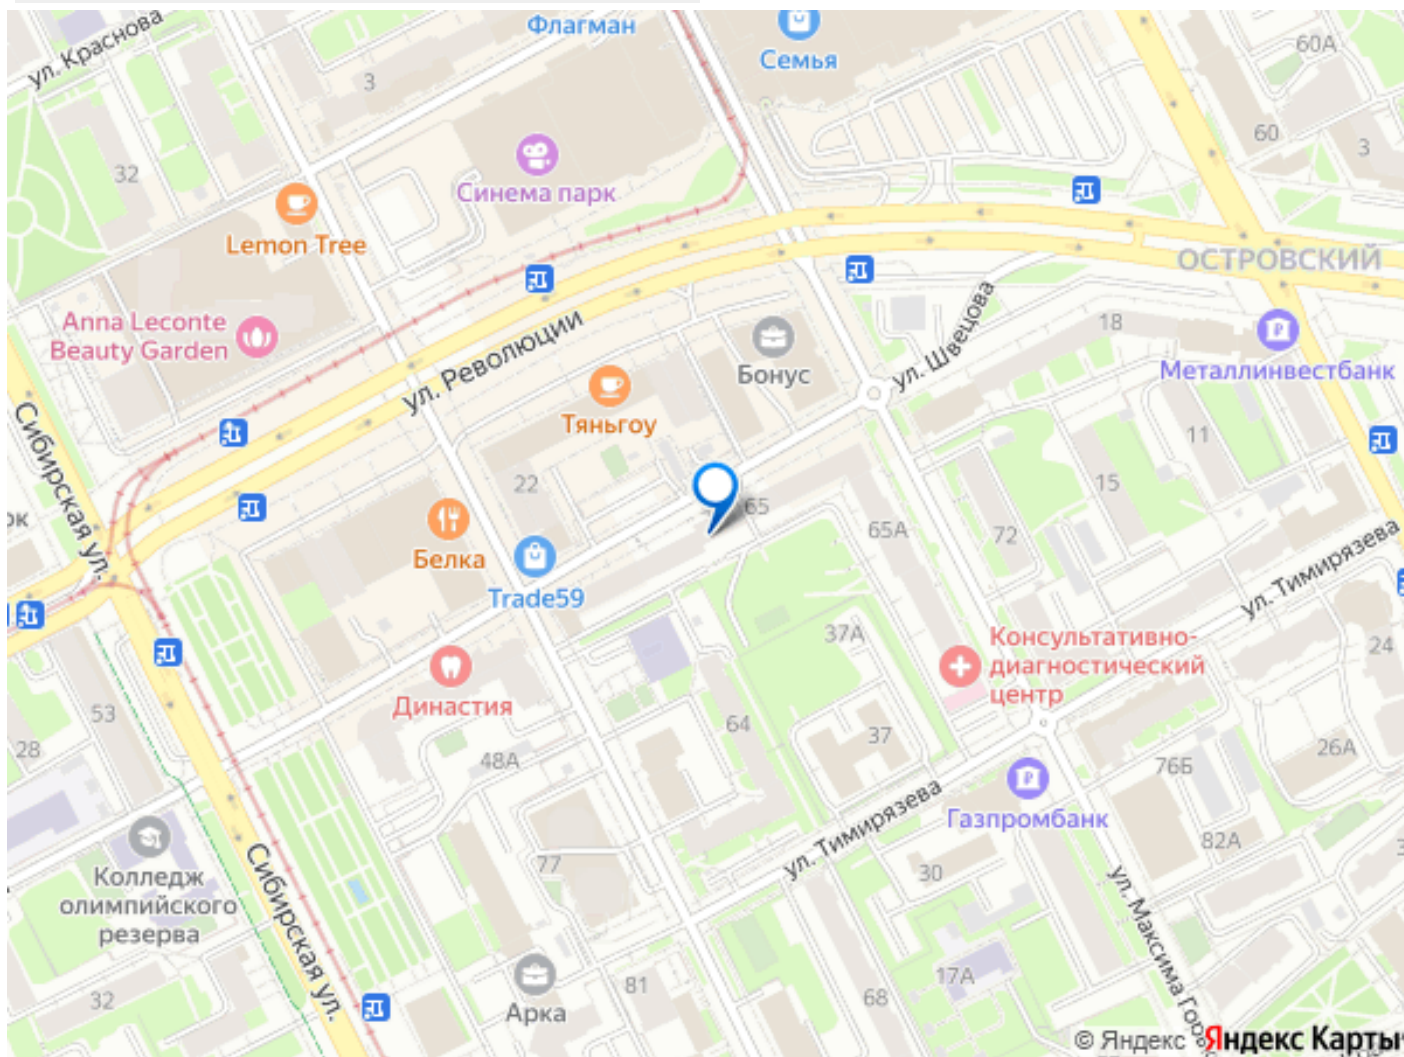 ул. Краснова
Флагман
Семья
60А
3
60
3
32
Синема парк
Lemon Tree
ОСТРОВСКИЙ
Anna Leconte
Beauty Garden
ул. Революции
Бонус
ул. Швецова
18
Металлинвестбанк
Тяньгоу
Сибирская ул.
22
11
15
ок
65
65А
72
Белка
Trade59
ул. Тимирязева
37А
Консультативно-
диагностический
центр
24
Династия
53
64
37
28
48А
76Б
26А
Газпромбанк
ул. Тимирязева
82А
3
77
30
Колледж
олимпийского
резерва
Сибирская ул.
ул. Максима Гор
17А
81
68
32
Арка
© Яндекс Яндекс Карты